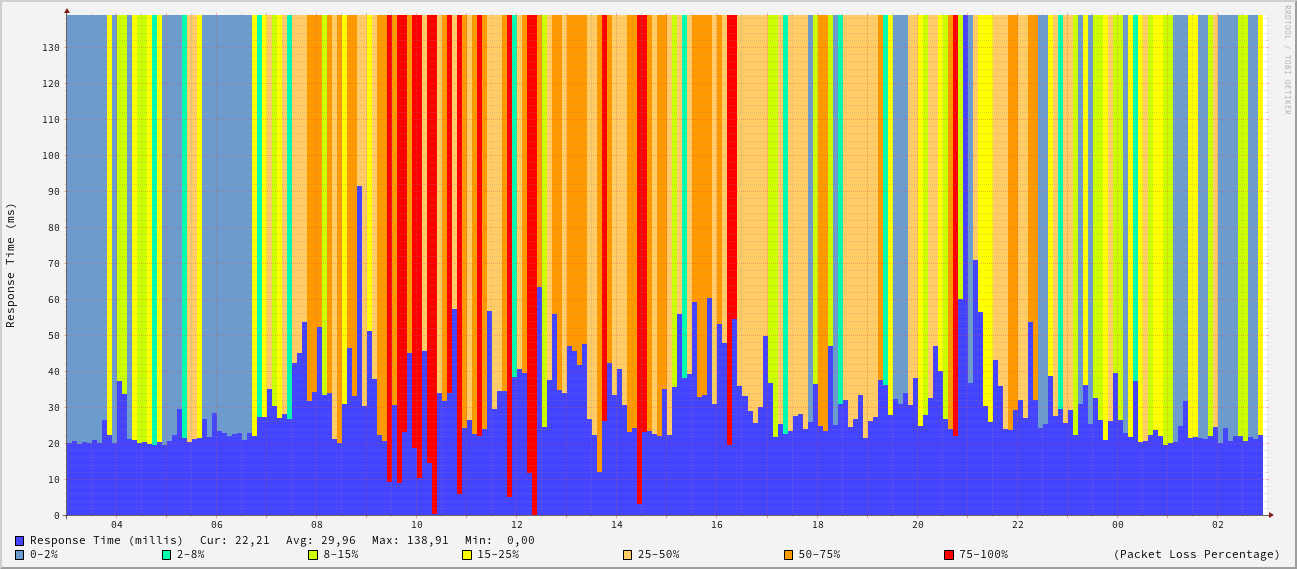 RRDTOOL / TOBI OETIKER
Response Time (ms)
130
120
110
100
90
80
70
60
50
40
30
20
10
0
04 06 08 10 12 14 16 18 20 22 00 02
Response Time (millis) Cur: 22,21 Avg: 29,96 Max: 138,91 Min: 0,00
0-2% 2-8% 8-15% 15-25% 25-50% 50-75% 75-100% (Packet Loss Percentage)